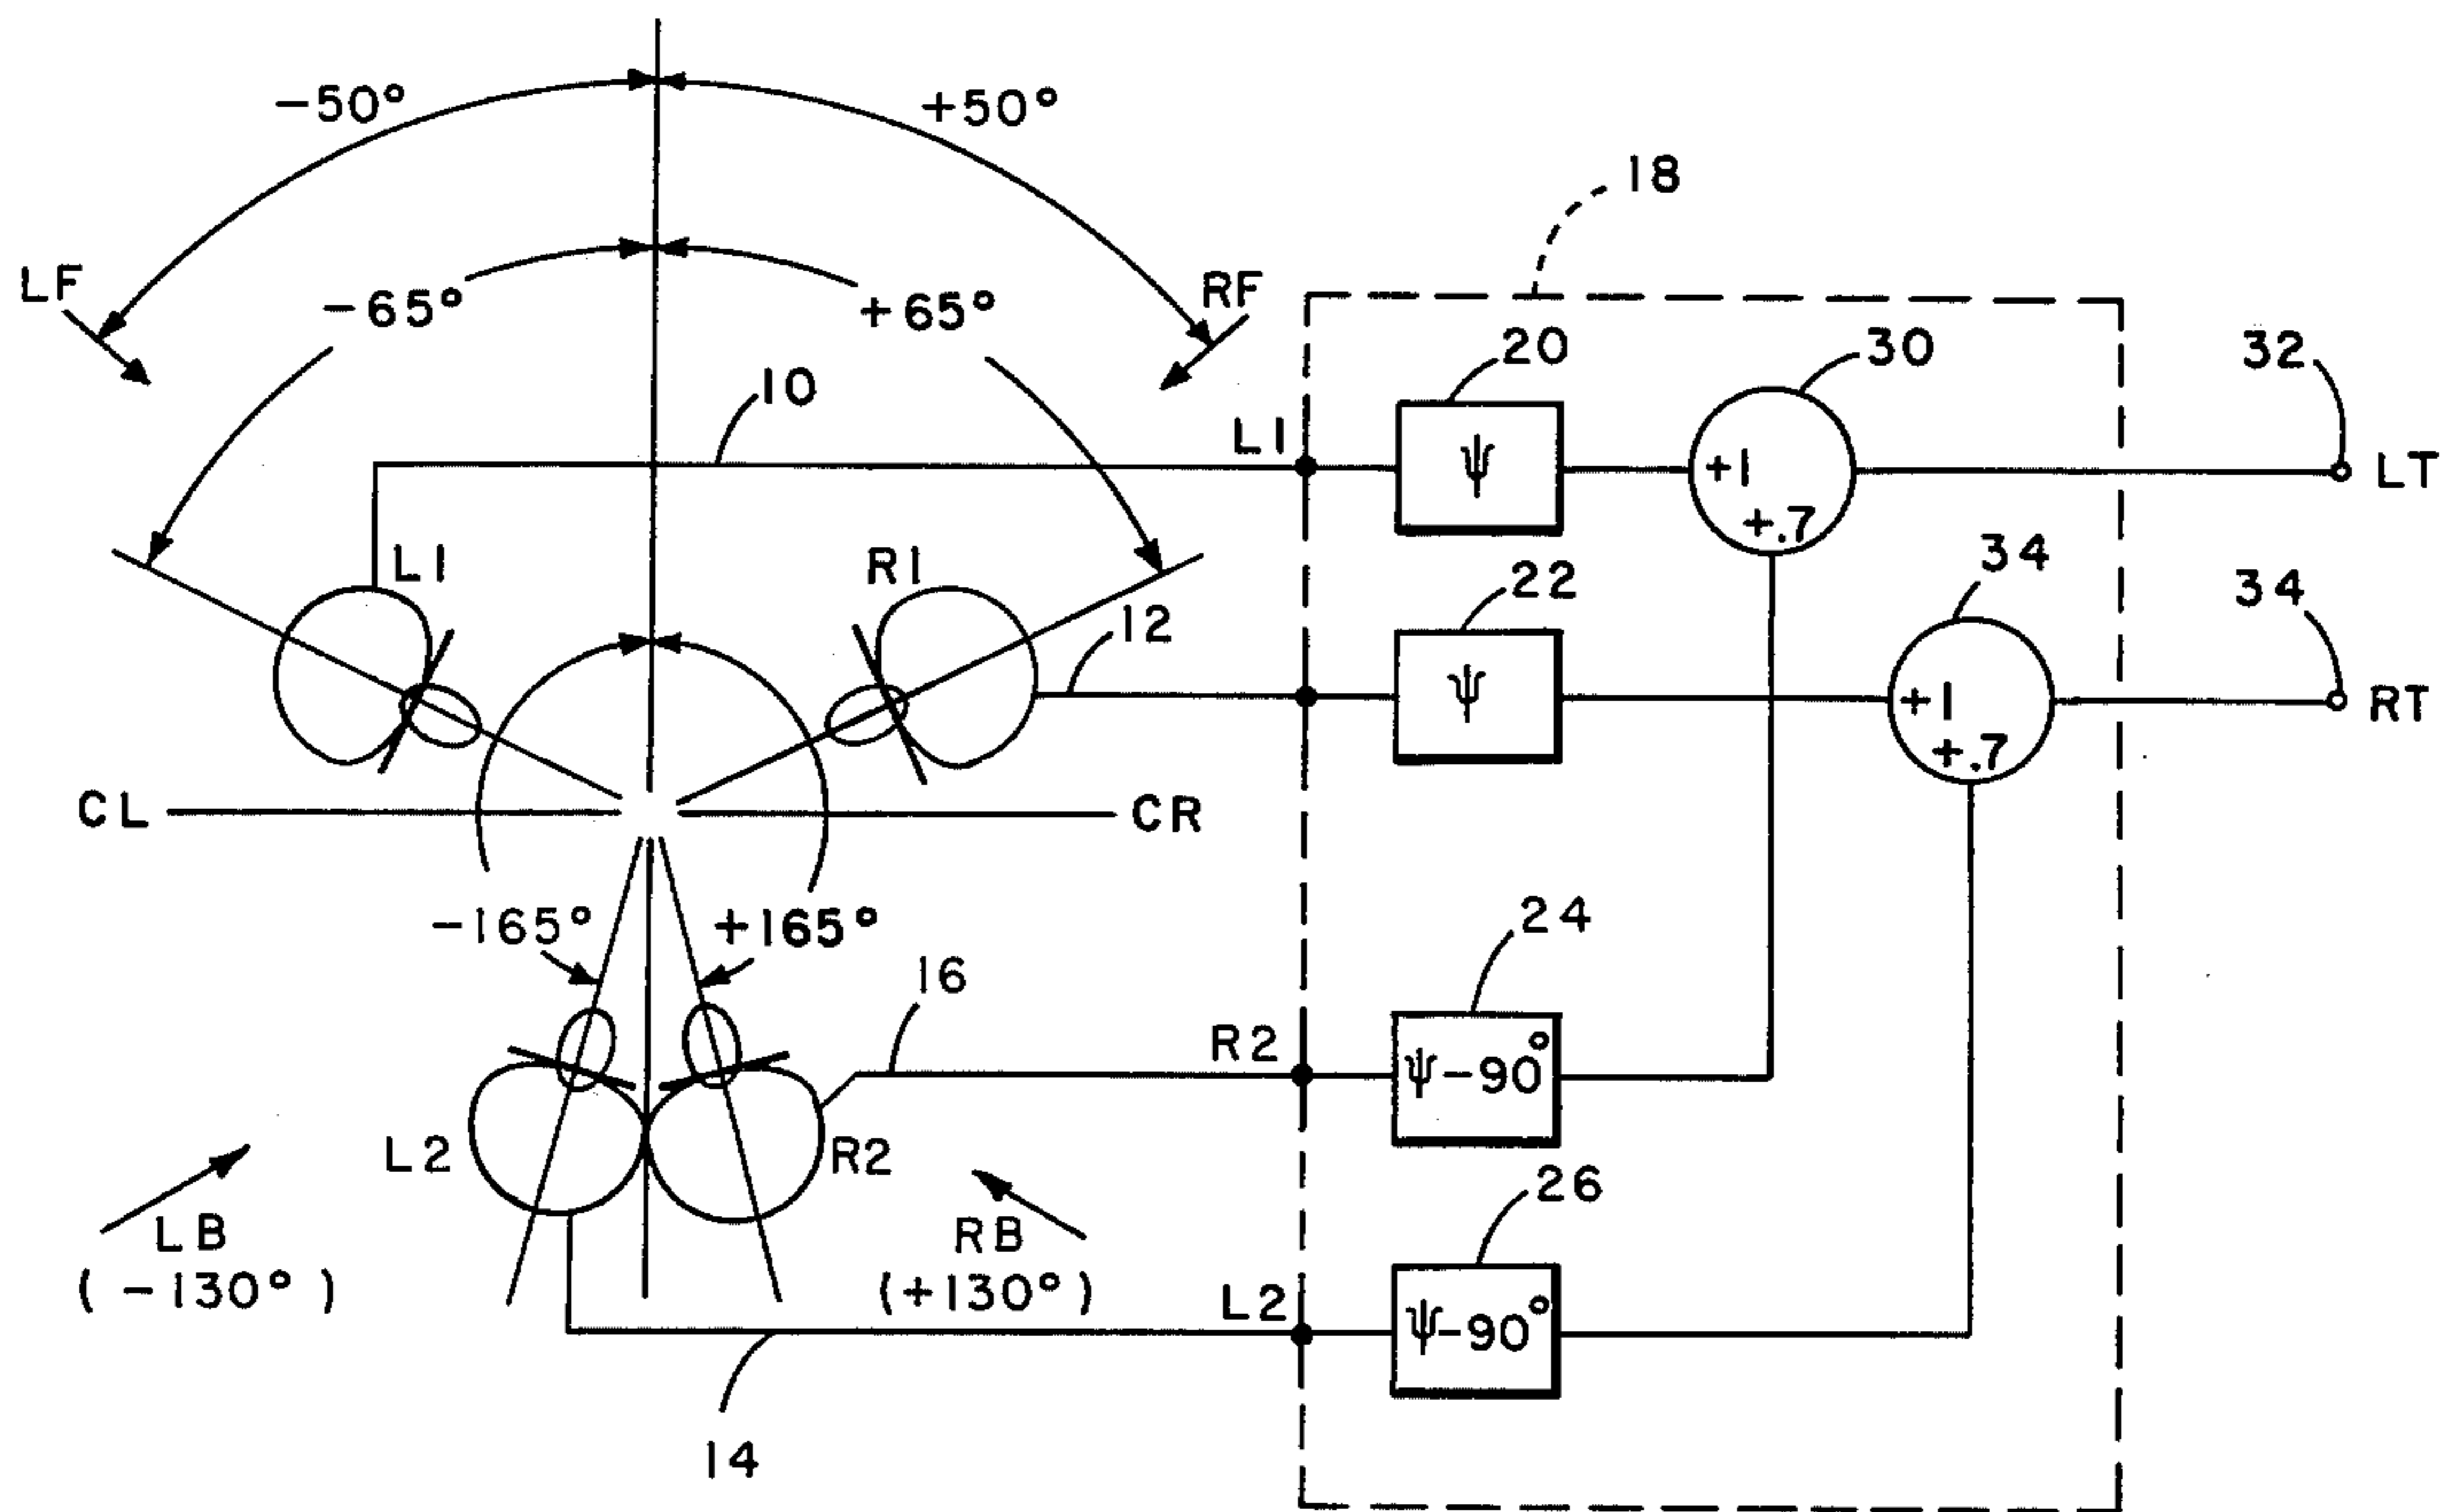 -50°
+50°
18
LF
-65°
+65°
RF
20
30
32
10
L1
ψ
+1
+.7
LT
L1
R1
12
22
34
34
ψ
+1
+.7
RT
CL
CR
-165°
+165°
16
24
R2
ψ-90°
L2
R2
26
LB
(-130°)
RB
(+130°)
L2
ψ-90°
14